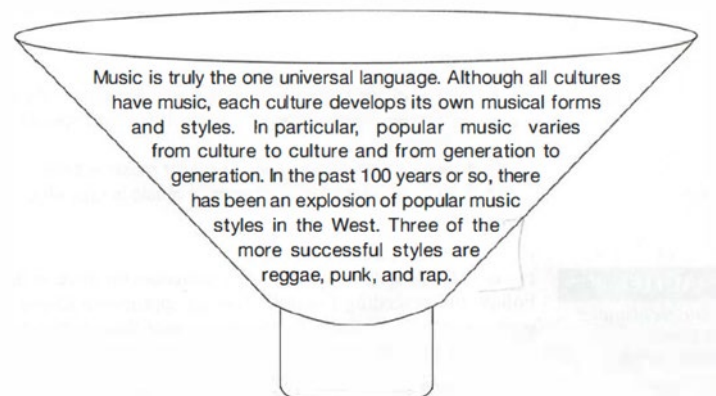 Music is truly the one universal language. Although all cultures
have music, each culture develops its own musical forms
and styles. In particular, popular music varies
from culture to culture and from generation to
generation. In the past 100 years or so, there
has been an explosion of popular music
styles in the West. Three of the
more successful styles are
reggae, punk, and rap.